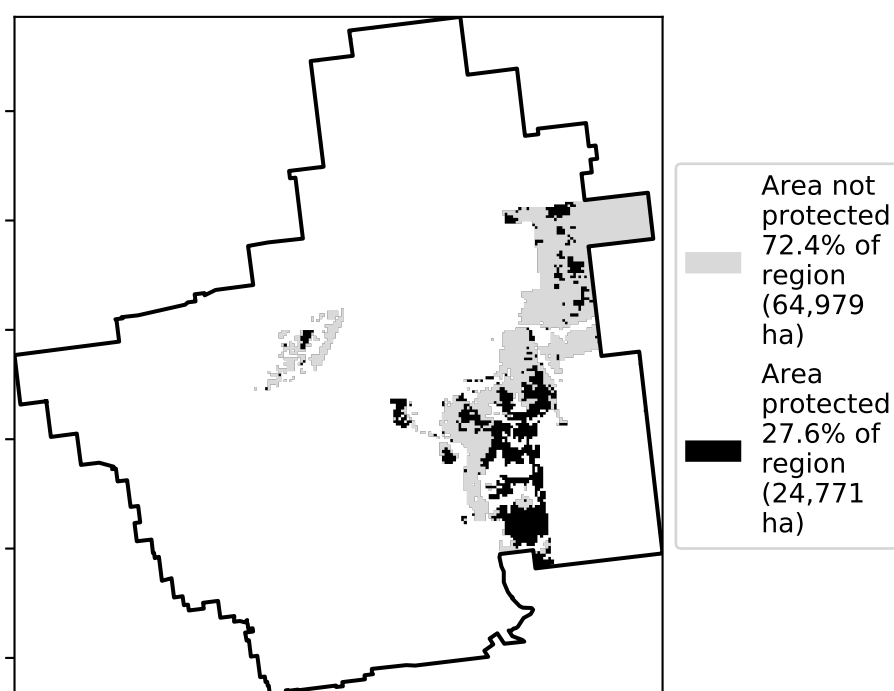 Area not
protected
72.4% of
region
(64,979
ha)
Area
protected
27.6% of
region
(24,771
ha)